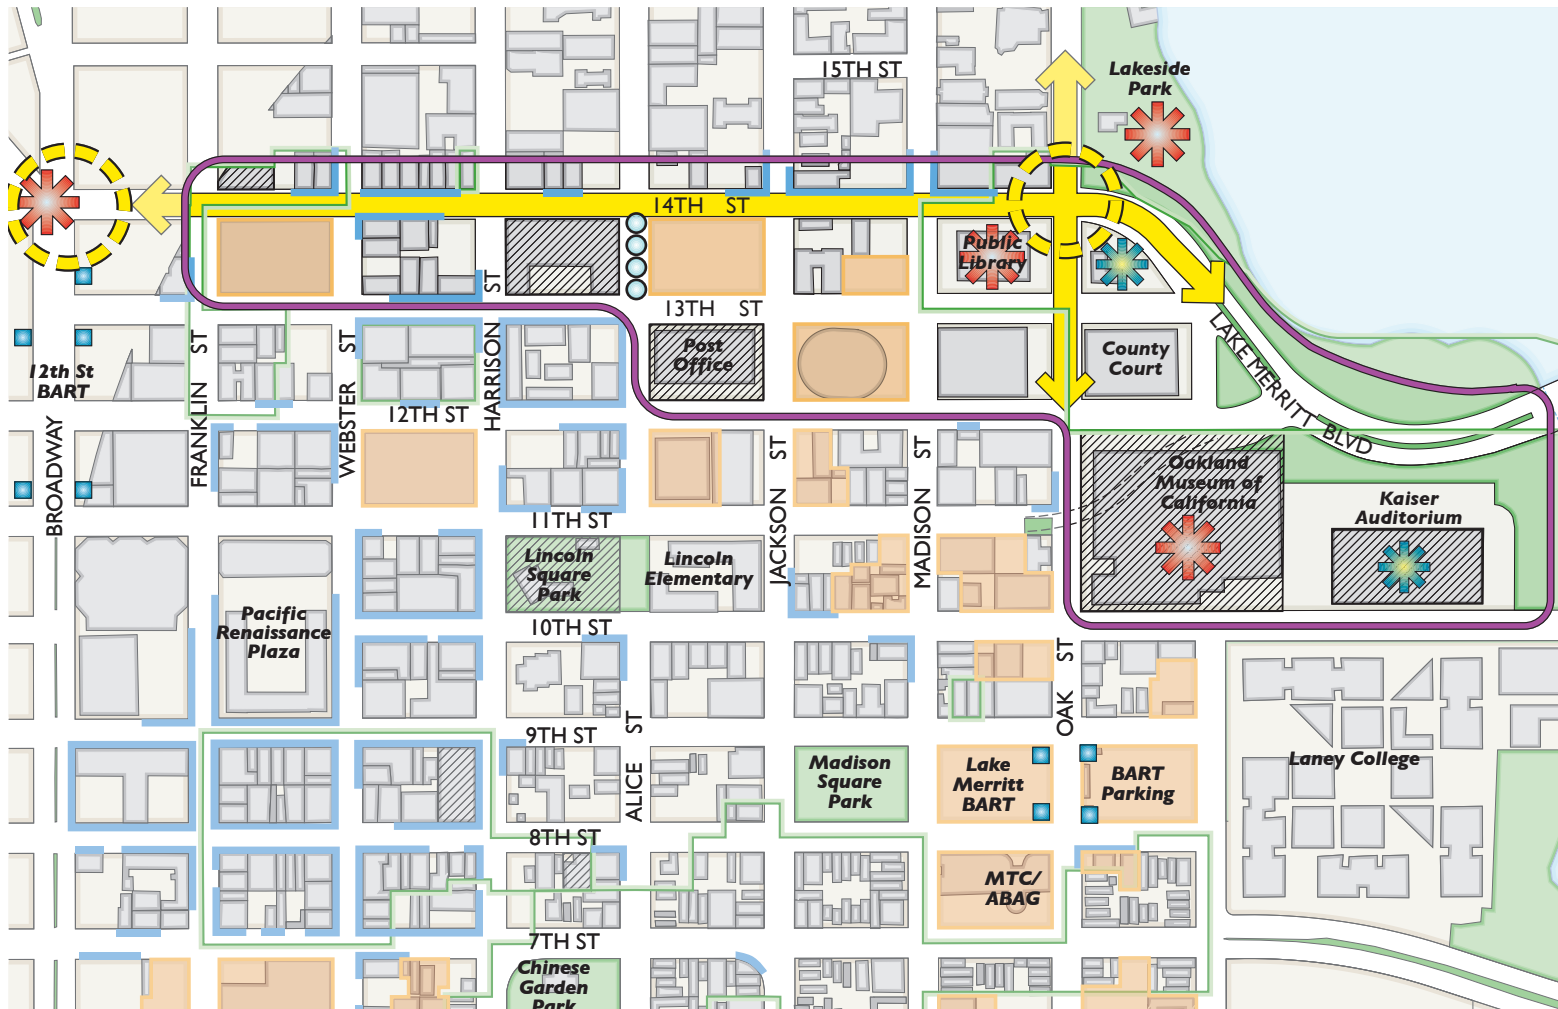 15TH ST
Lakeside
Park
14TH ST
Public
Library
13TH ST
HARRISON ST
LAKE MERRITT BLVD
12th St
BART
FRANKLIN ST
WEBSTER ST
Post
Office
County
Court
12TH ST
BROADWAY
JACKSON ST
MADISON ST
Oakland
Museum of
California
Kaiser
Auditorium
11TH ST
Lincoln
Square
Park
Lincoln
Elementary
Pacific
Renaissance
Plaza
10TH ST
OAK ST
9TH ST
ALICE ST
Madison
Square
Park
Lake
Merritt
BART
BART
Parking
Laney College
8TH ST
MTC/
ABAG
7TH ST
Chinese
Garden
Park